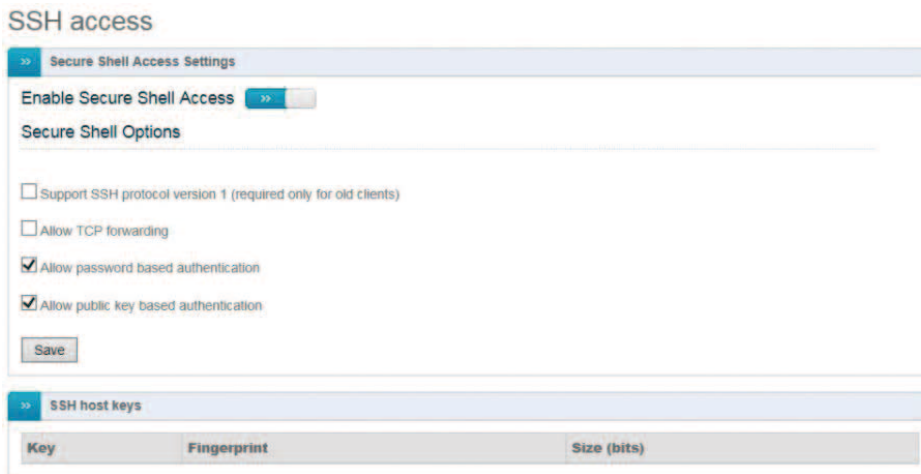 SSH access
» Secure Shell Access Settings
Enable Secure Shell Access »
Secure Shell Options
Support SSH protocol version 1 (required only for old clients)
Allow TCP forwarding
Allow password based authentication
Allow public key based authentication
Save
» SSH host keys
Key Fingerprint Size (bits)